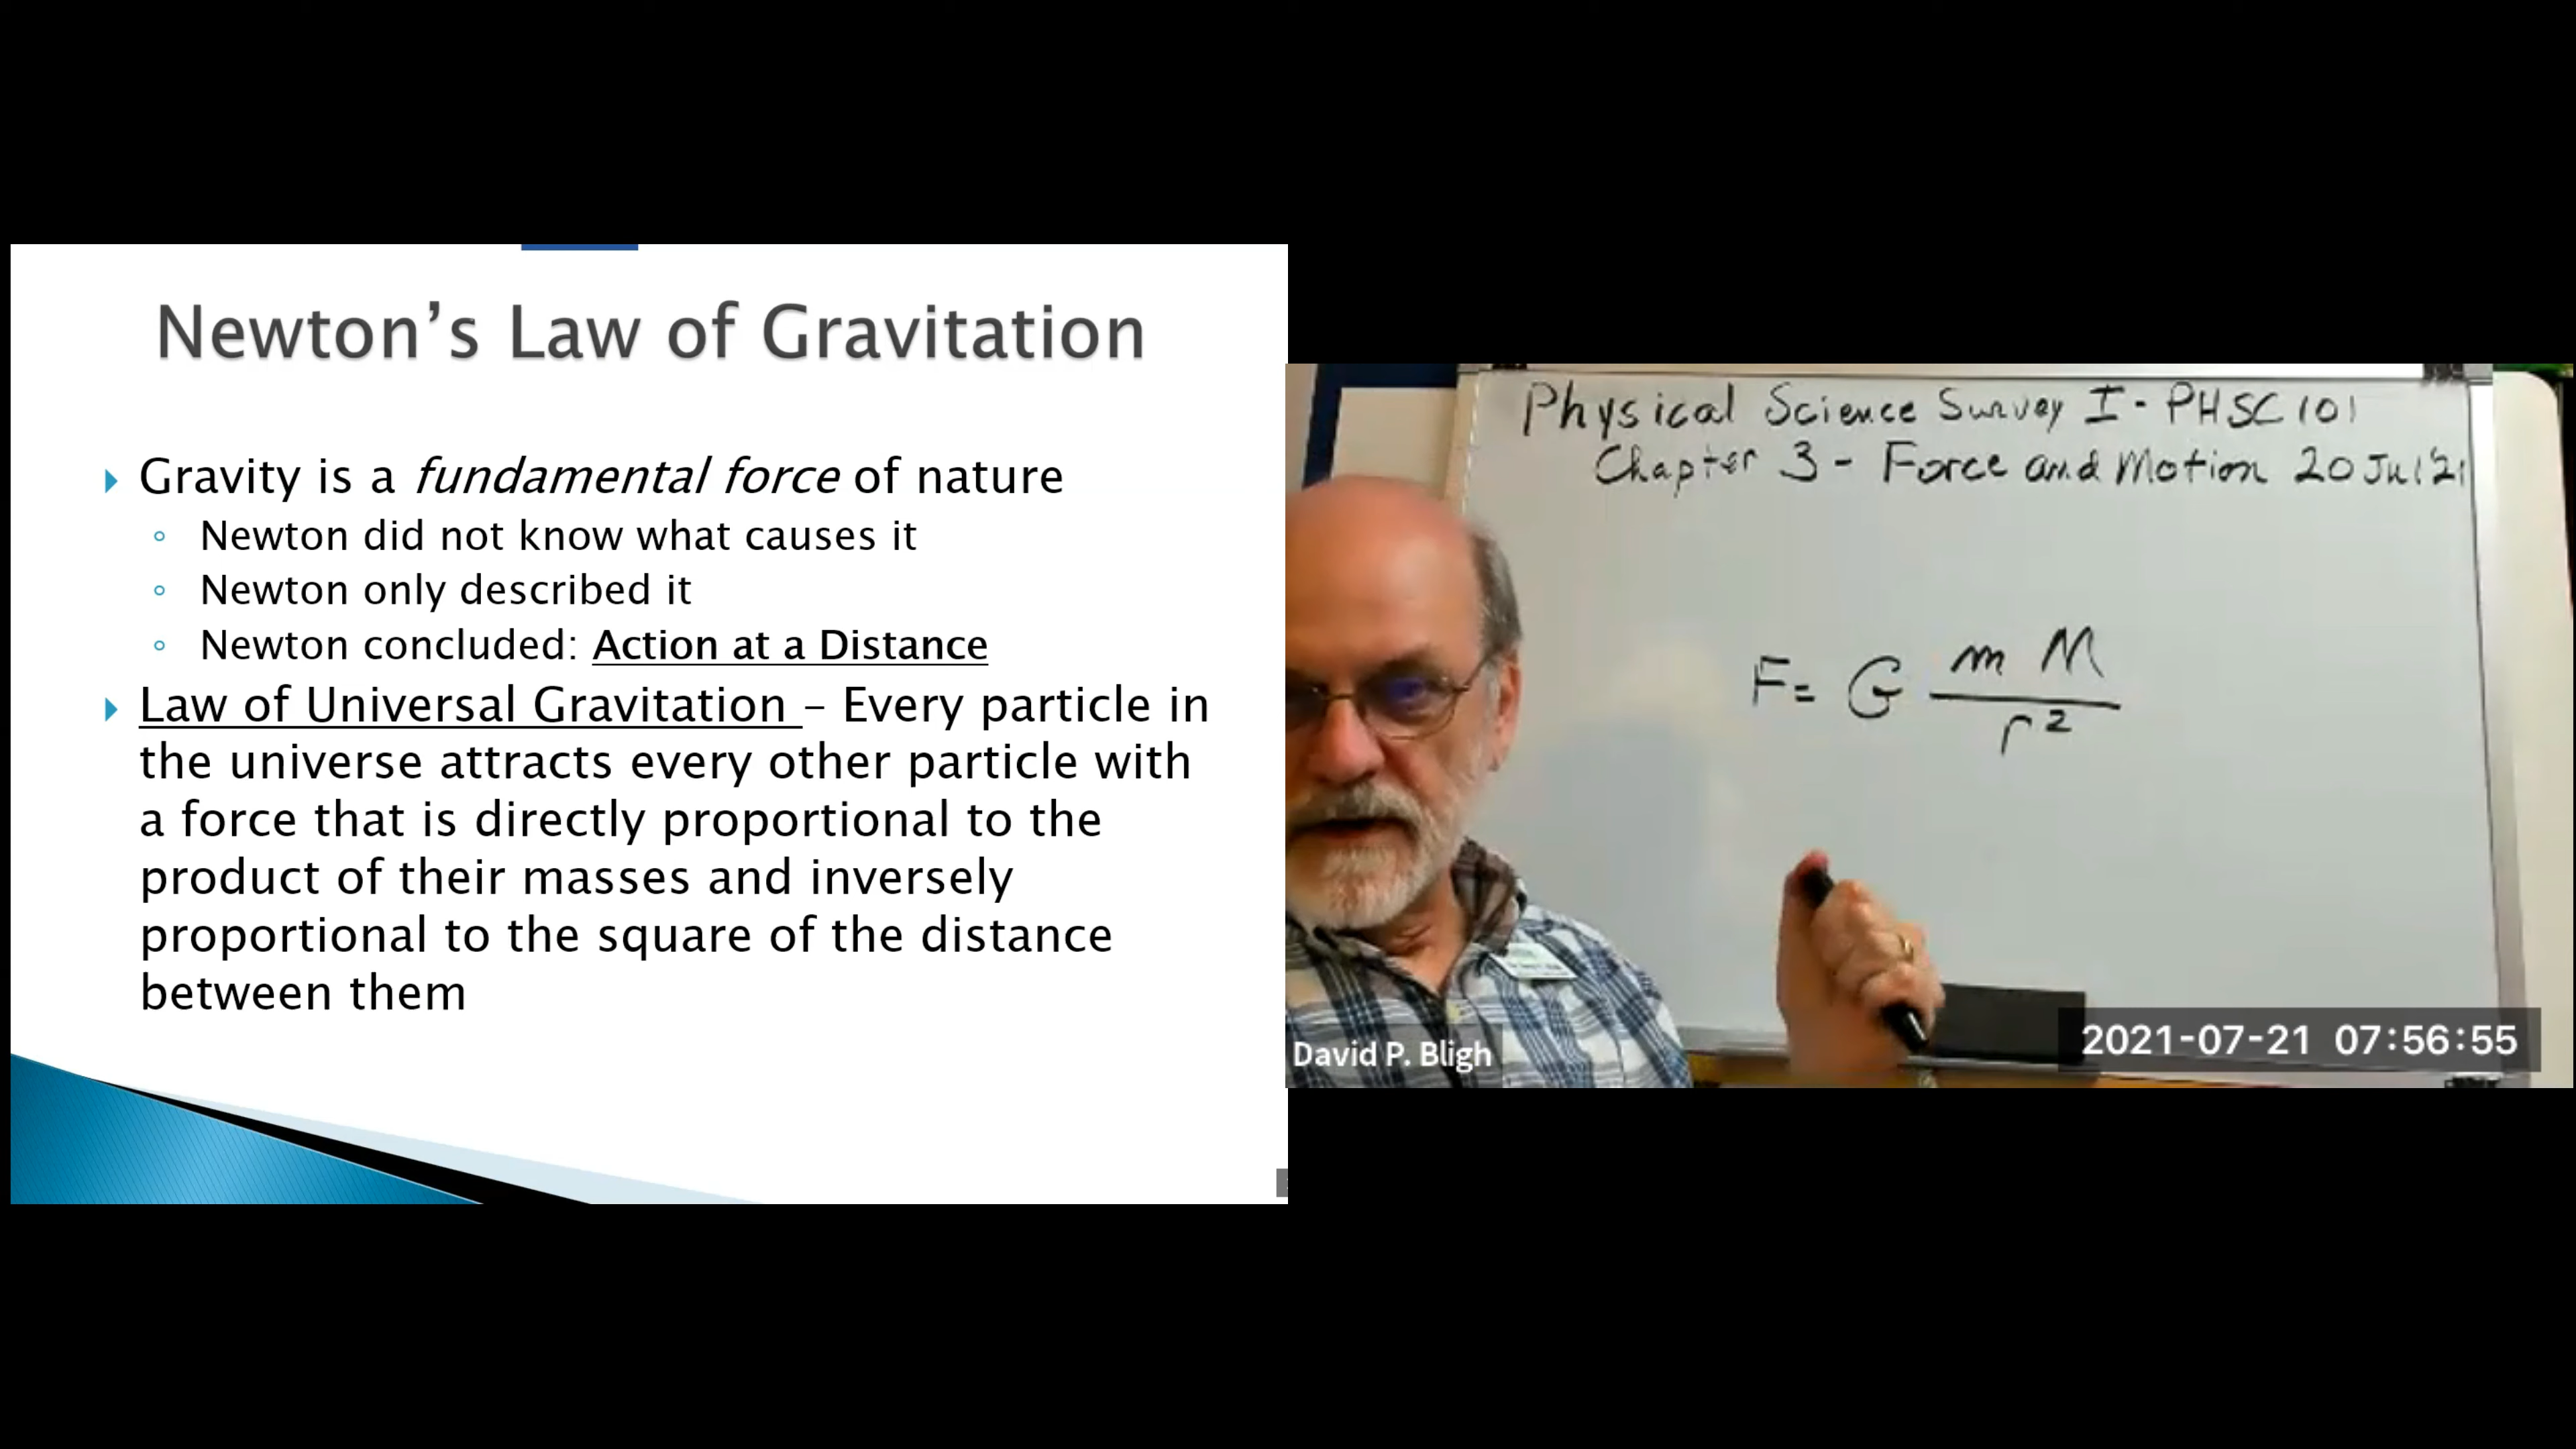 Newton’s Law of Gravitation
Gravity is a fundamental force of nature
Newton did not know what causes it
Newton only described it
Newton concluded: Action at a Distance
Law of Universal Gravitation – Every particle in
the universe attracts every other particle with
a force that is directly proportional to the
product of their masses and inversely
proportional to the square of the distance
between them
Physical Science Survey I - PHSC 101
Chapter 3 - Force and Motion 20 Jul '21
F = G m M
r²
David P. Bligh
2021-07-21 07:56:55